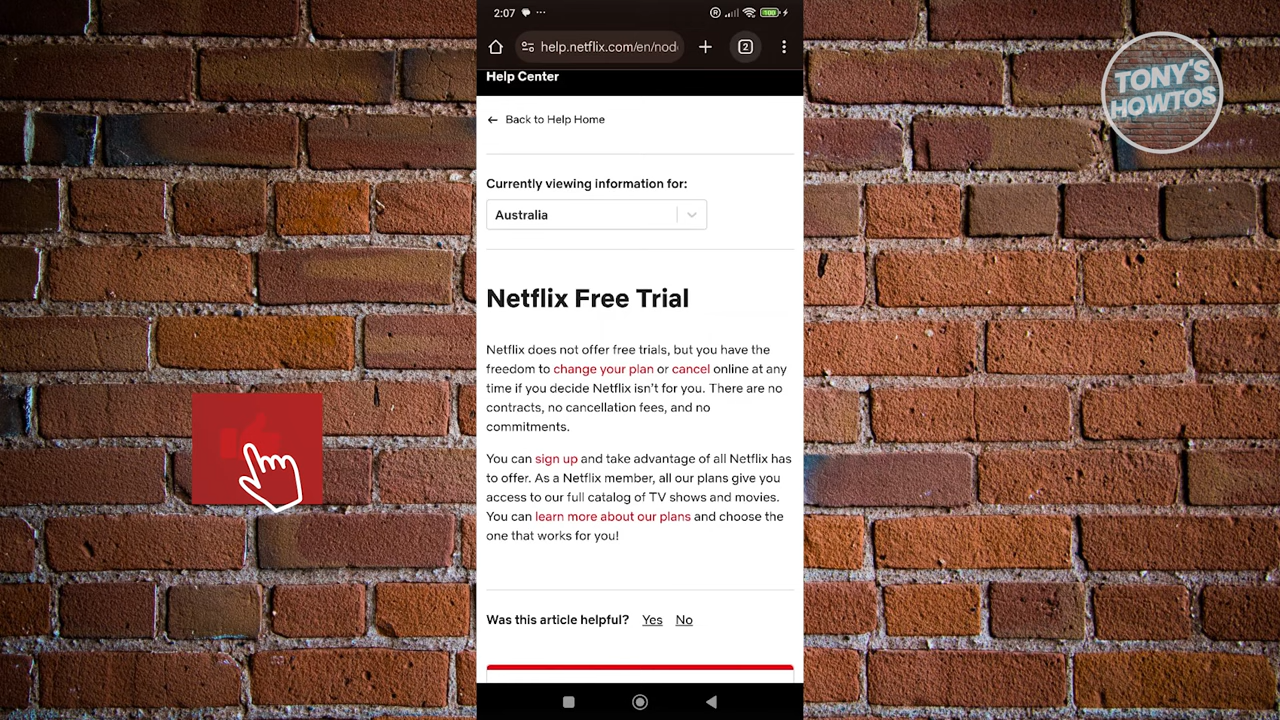 2:07
100
help.netflix.com/en/nod
2
Help Center
Back to Help Home
Currently viewing information for:
Australia
Netflix Free Trial
Netflix does not offer free trials, but you have the
freedom to change your plan or cancel online at any
time if you decide Netflix isn't for you. There are no
contracts, no cancellation fees, and no
commitments.
You can sign up and take advantage of all Netflix has
to offer. As a Netflix member, all our plans give you
access to our full catalog of TV shows and movies.
You can learn more about our plans and choose the
one that works for you!
Was this article helpful? Yes No
TONY'S
HOWTOS